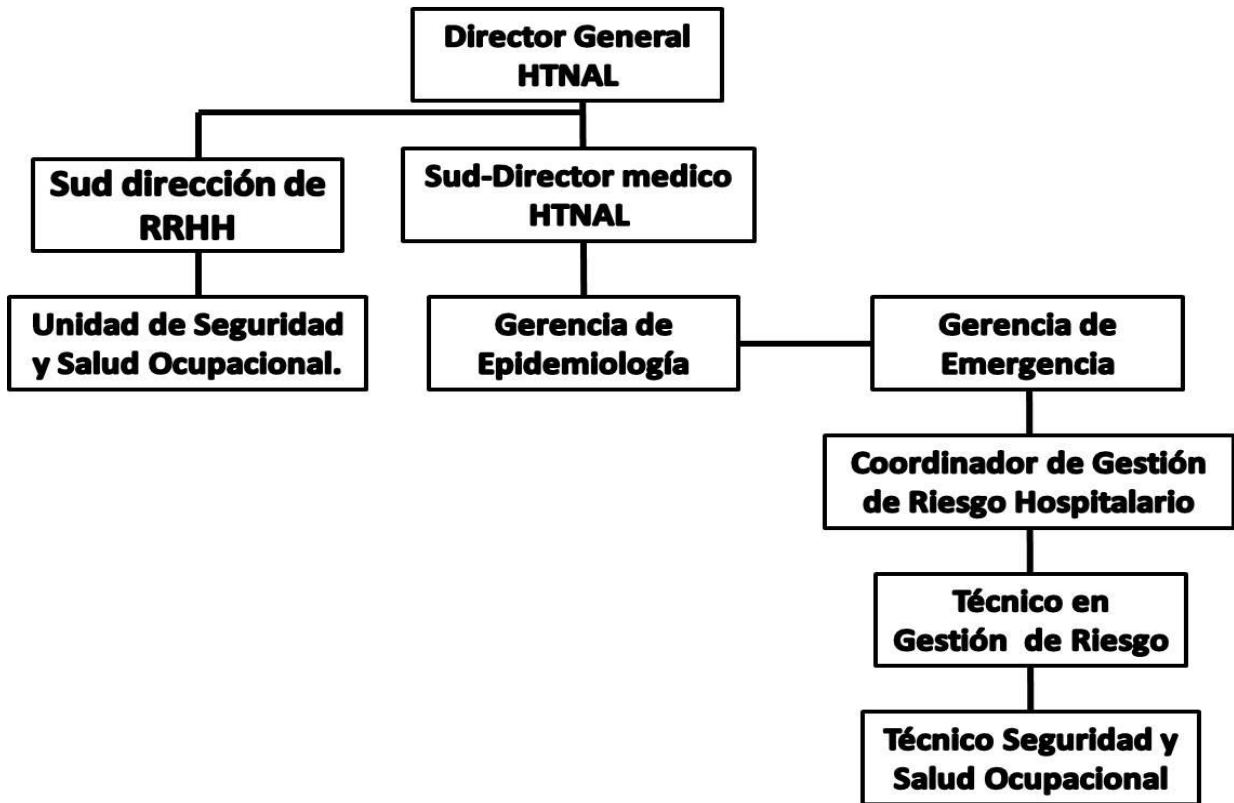 Director General
HTNAL
Sud dirección de
RRHH
Sud-Director medico
HTNAL
Unidad de Seguridad
y Salud Ocupacional.
Gerencia de
Epidemiología
Gerencia de
Emergencia
Coordinador de Gestión
de Riesgo Hospitalario
Técnico en
Gestión de Riesgo
Técnico Seguridad y
Salud Ocupacional